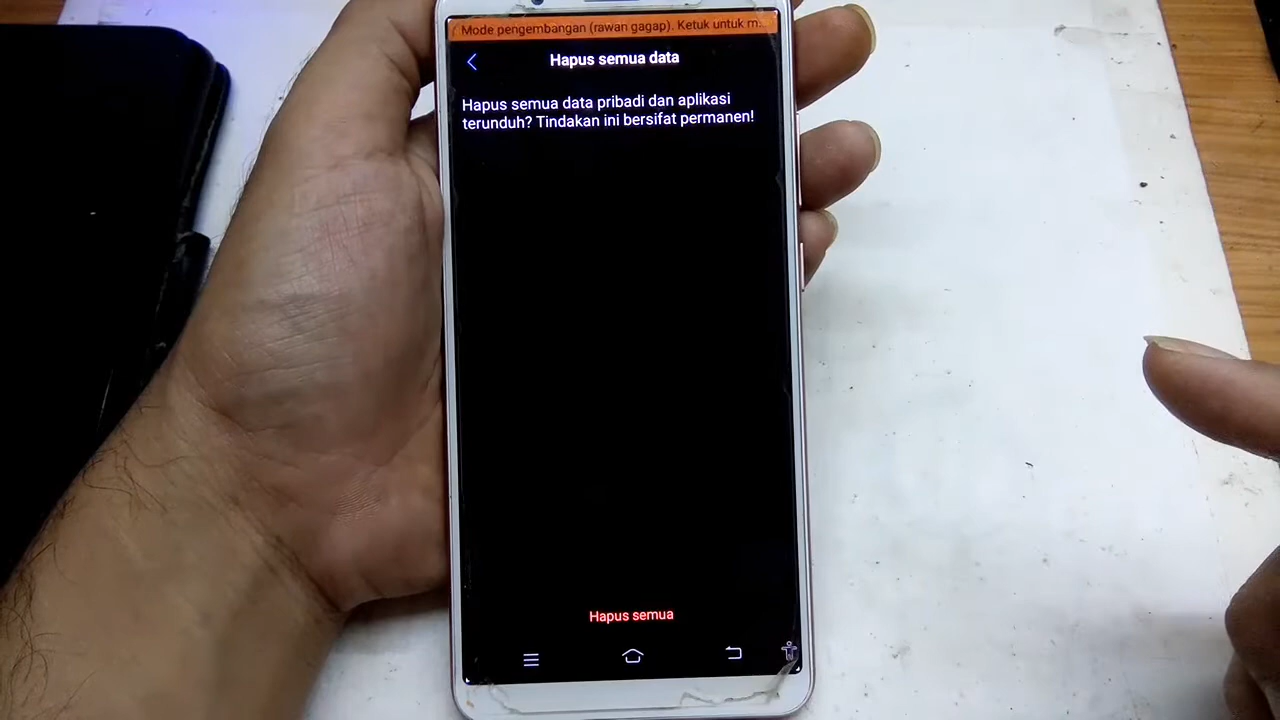 Mode pengembangan (rawan gagap). Ketuk untuk m...
Hapus semua data
Hapus semua data pribadi dan aplikasi
terunduh? Tindakan ini bersifat permanen!
Hapus semua